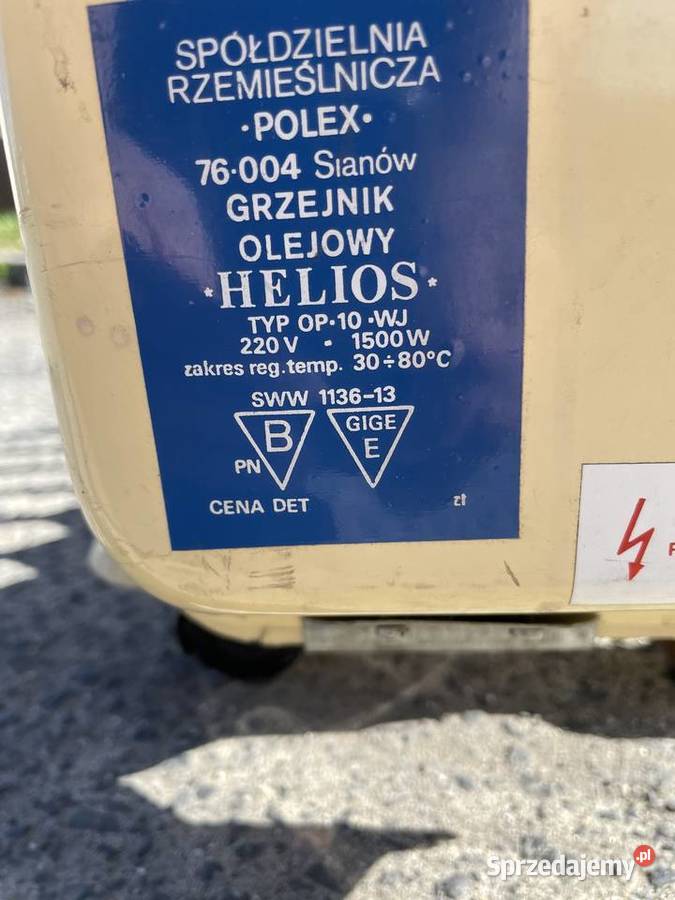 SPÓŁDZIELNIA
RZEMIEŚLNICZA
·POLEX·
76·004 Sianów
GRZEJNIK
OLEJOWY
*HELIOS*
TYP OP·10·WJ
220 V · 1500 W
zakres reg. temp. 30÷80°C
SWW 1136-13
PN B GIGE E
CENA DET zł
Sprzedajemy.pl